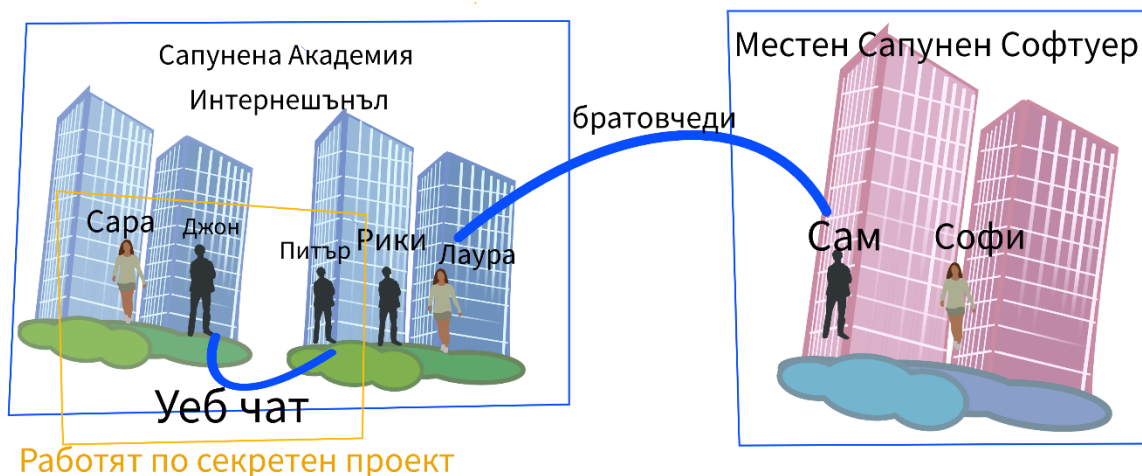 Сапунена Академия
Интернешънъл
Местен Сапунен Софтуер
братовчеди
Сара
Джон
Питър
Рики
Лаура
Сам
Софи
Уеб чат
Работят по секретен проект